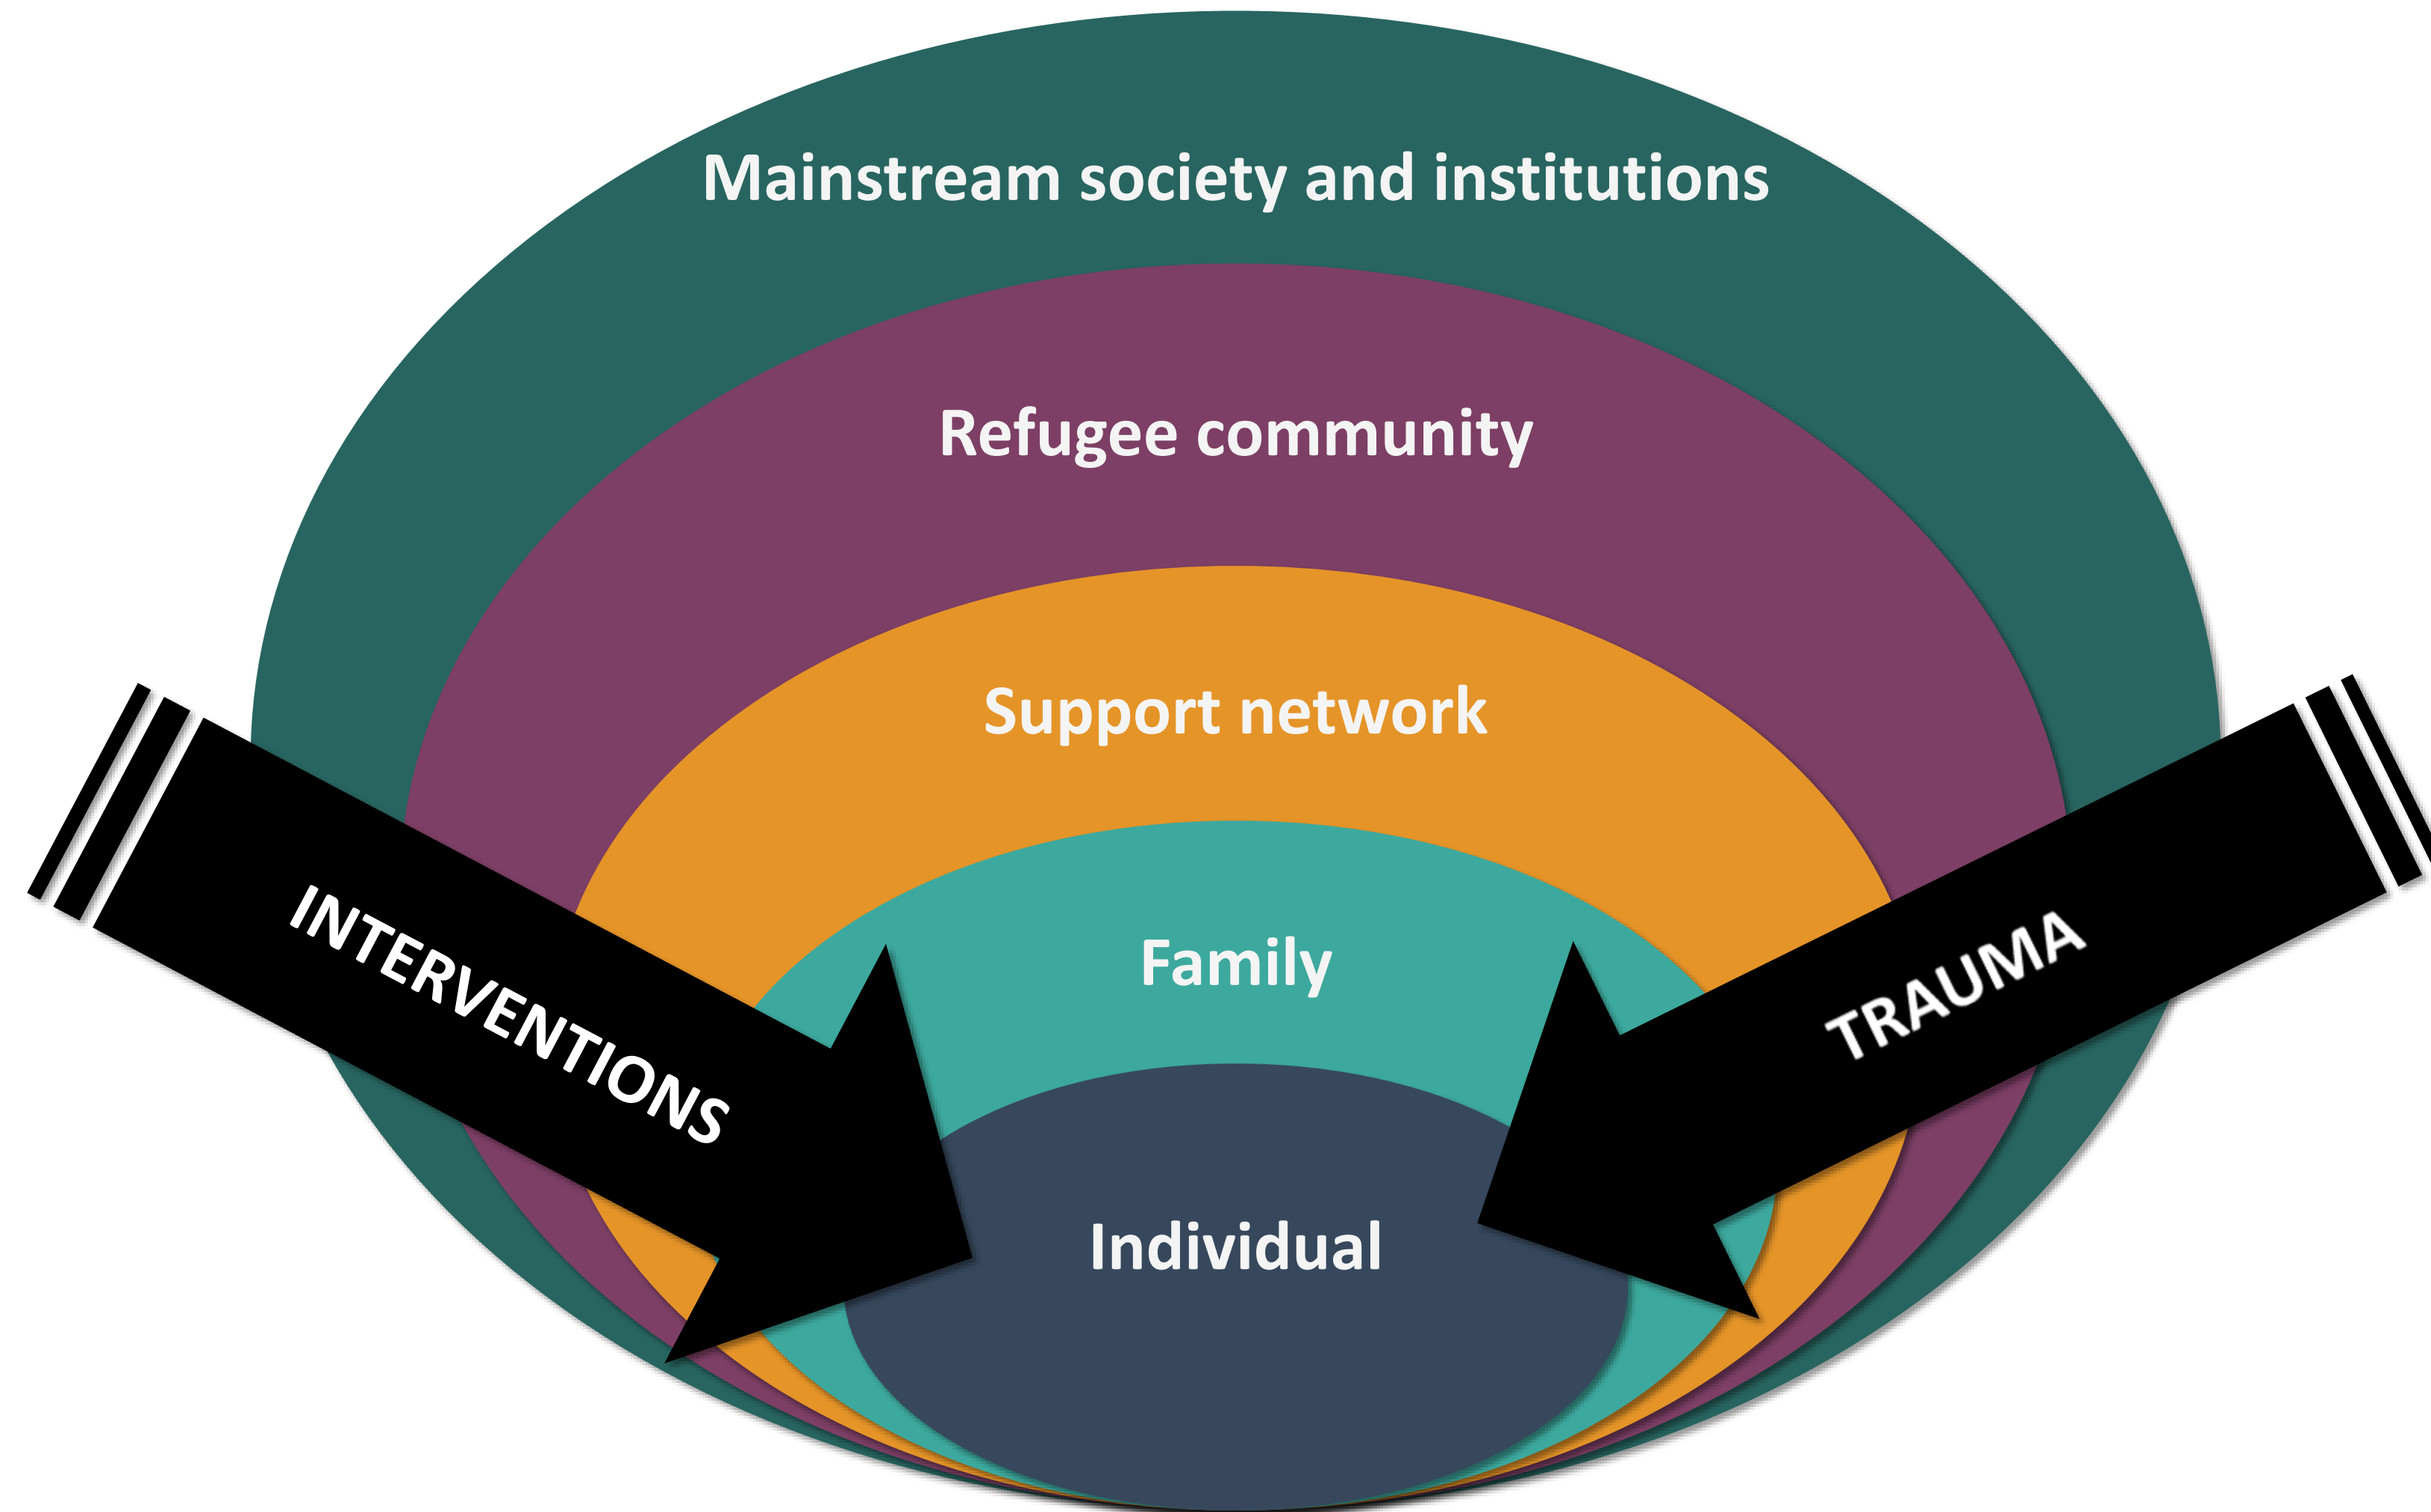 Mainstream society and institutions
Refugee community
Support network
Family
INTERVENTIONS
TRAUMA
Individual